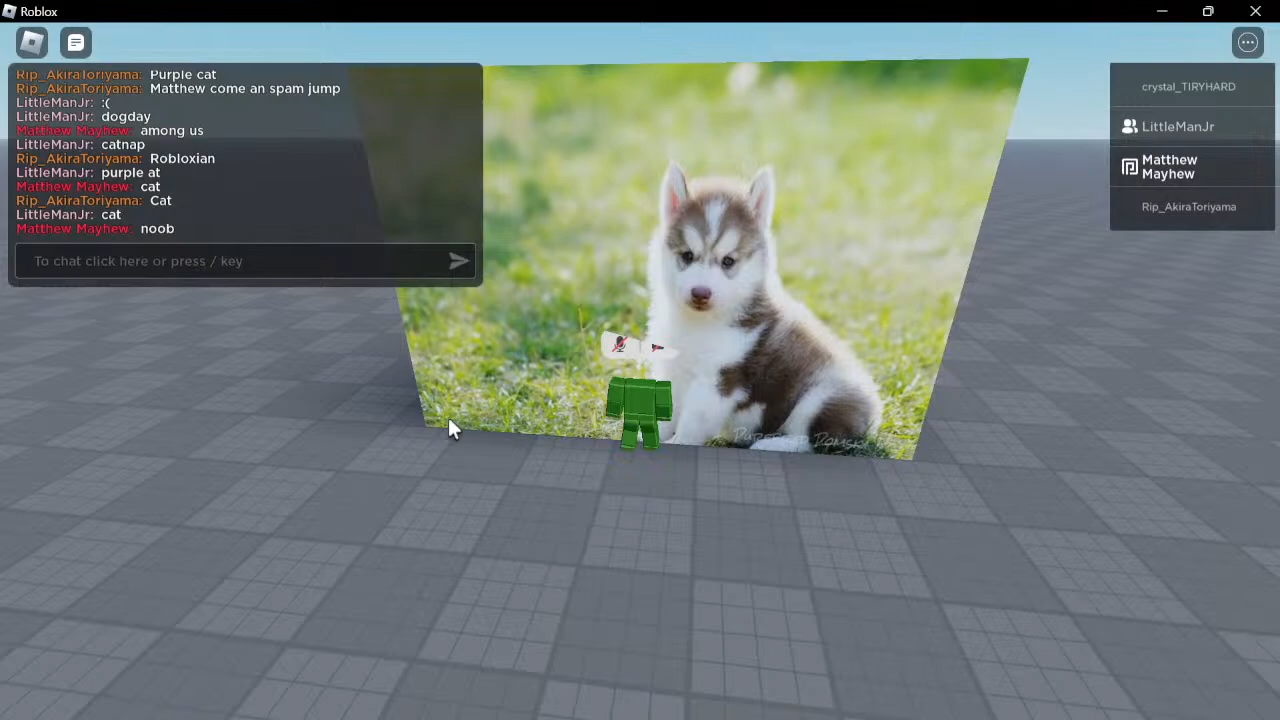 Roblox
Rip_AkiraToriyama: Purple cat
Rip_AkiraToriyama: Matthew come an spam jump
LittleManJr: :(
LittleManJr: dogday
Matthew Mayhew: among us
LittleManJr: catnap
Rip_AkiraToriyama: Robloxian
LittleManJr: purple at
Matthew Mayhew: cat
Rip_AkiraToriyama: Cat
LittleManJr: cat
Matthew Mayhew: noob
To chat click here or press / key
crystal_TIRYHARD
LittleManJr
Matthew
Mayhew
Rip_AkiraToriyama